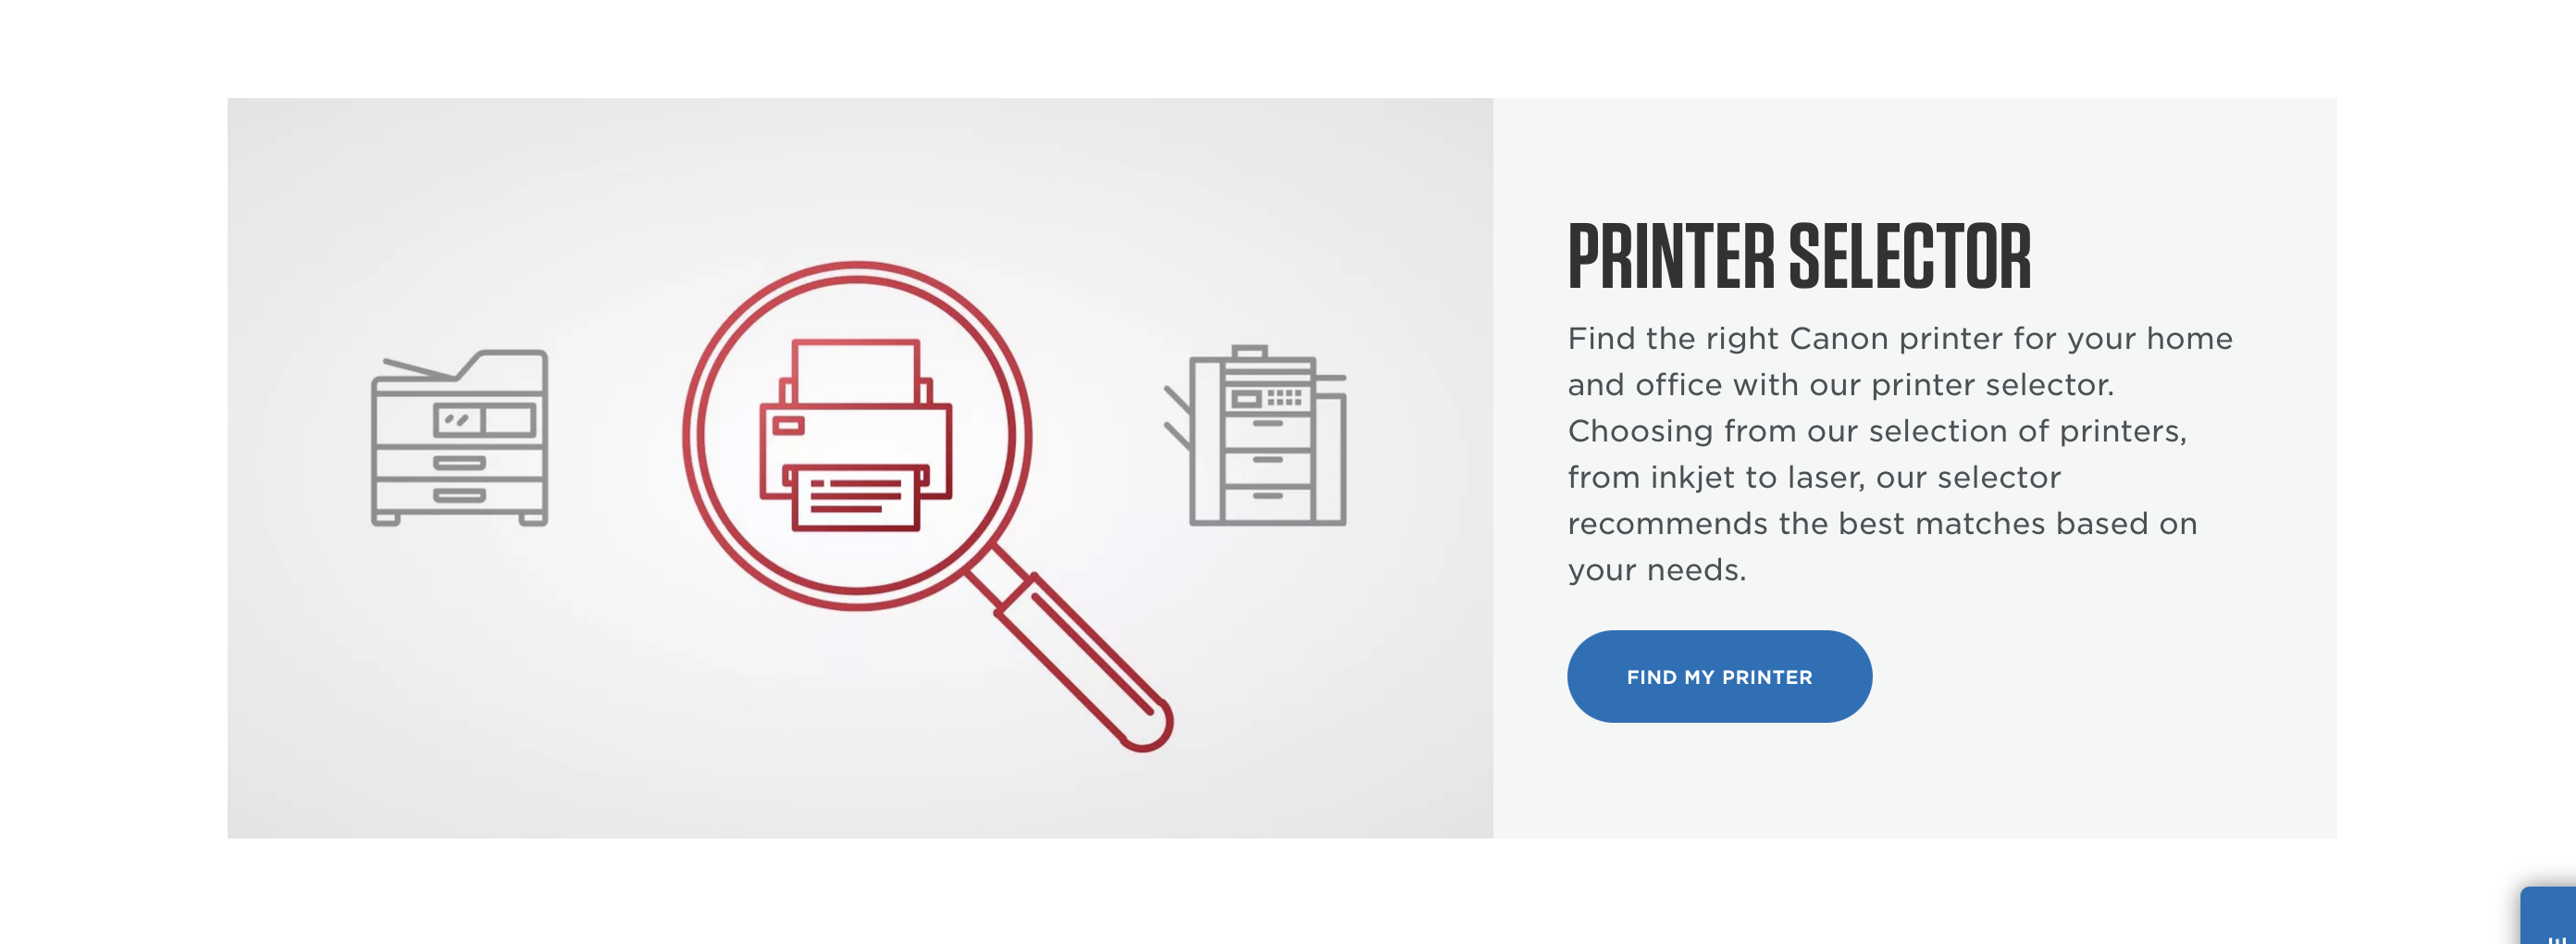 PRINTER SELECTOR
Find the right Canon printer for your home
and office with our printer selector.
Choosing from our selection of printers,
from inkjet to laser, our selector
recommends the best matches based on
your needs.
FIND MY PRINTER